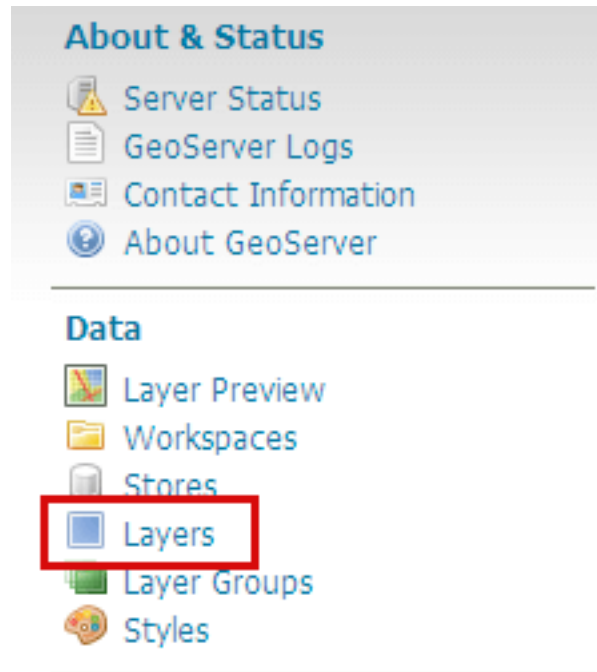 About & Status
Server Status
GeoServer Logs
Contact Information
About GeoServer
Data
Layer Preview
Workspaces
Stores
Layers
Layer Groups
Styles